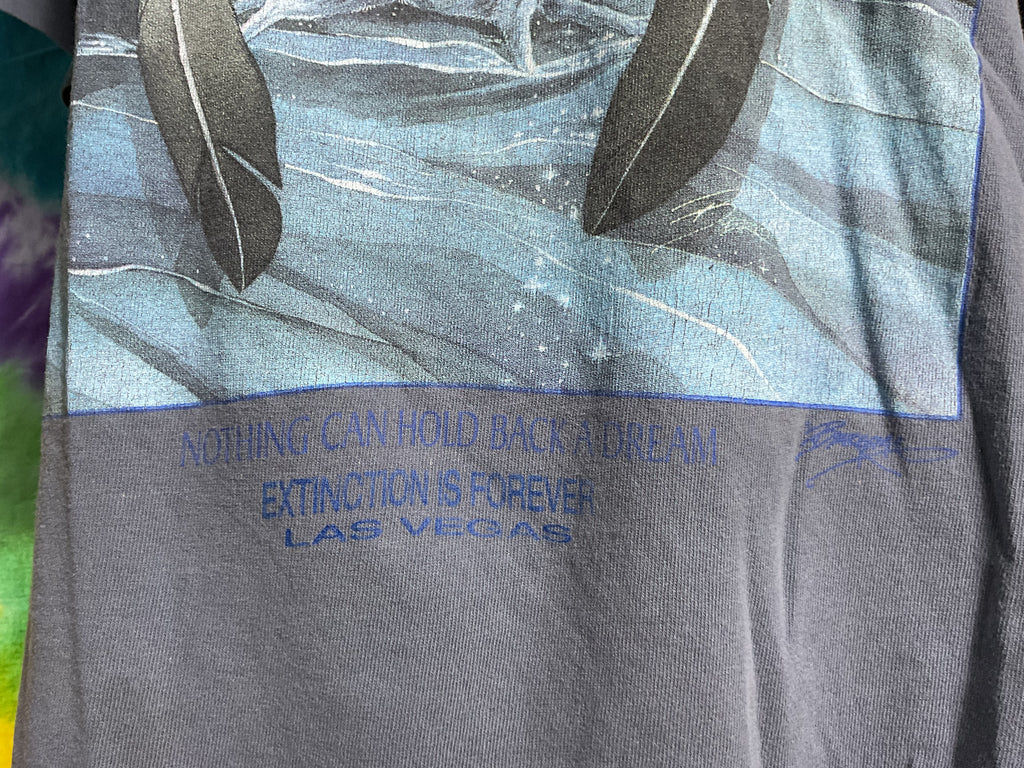 NOTHING CAN HOLD BACK A DREAM
EXTINCTION IS FOREVER
LAS VEGAS